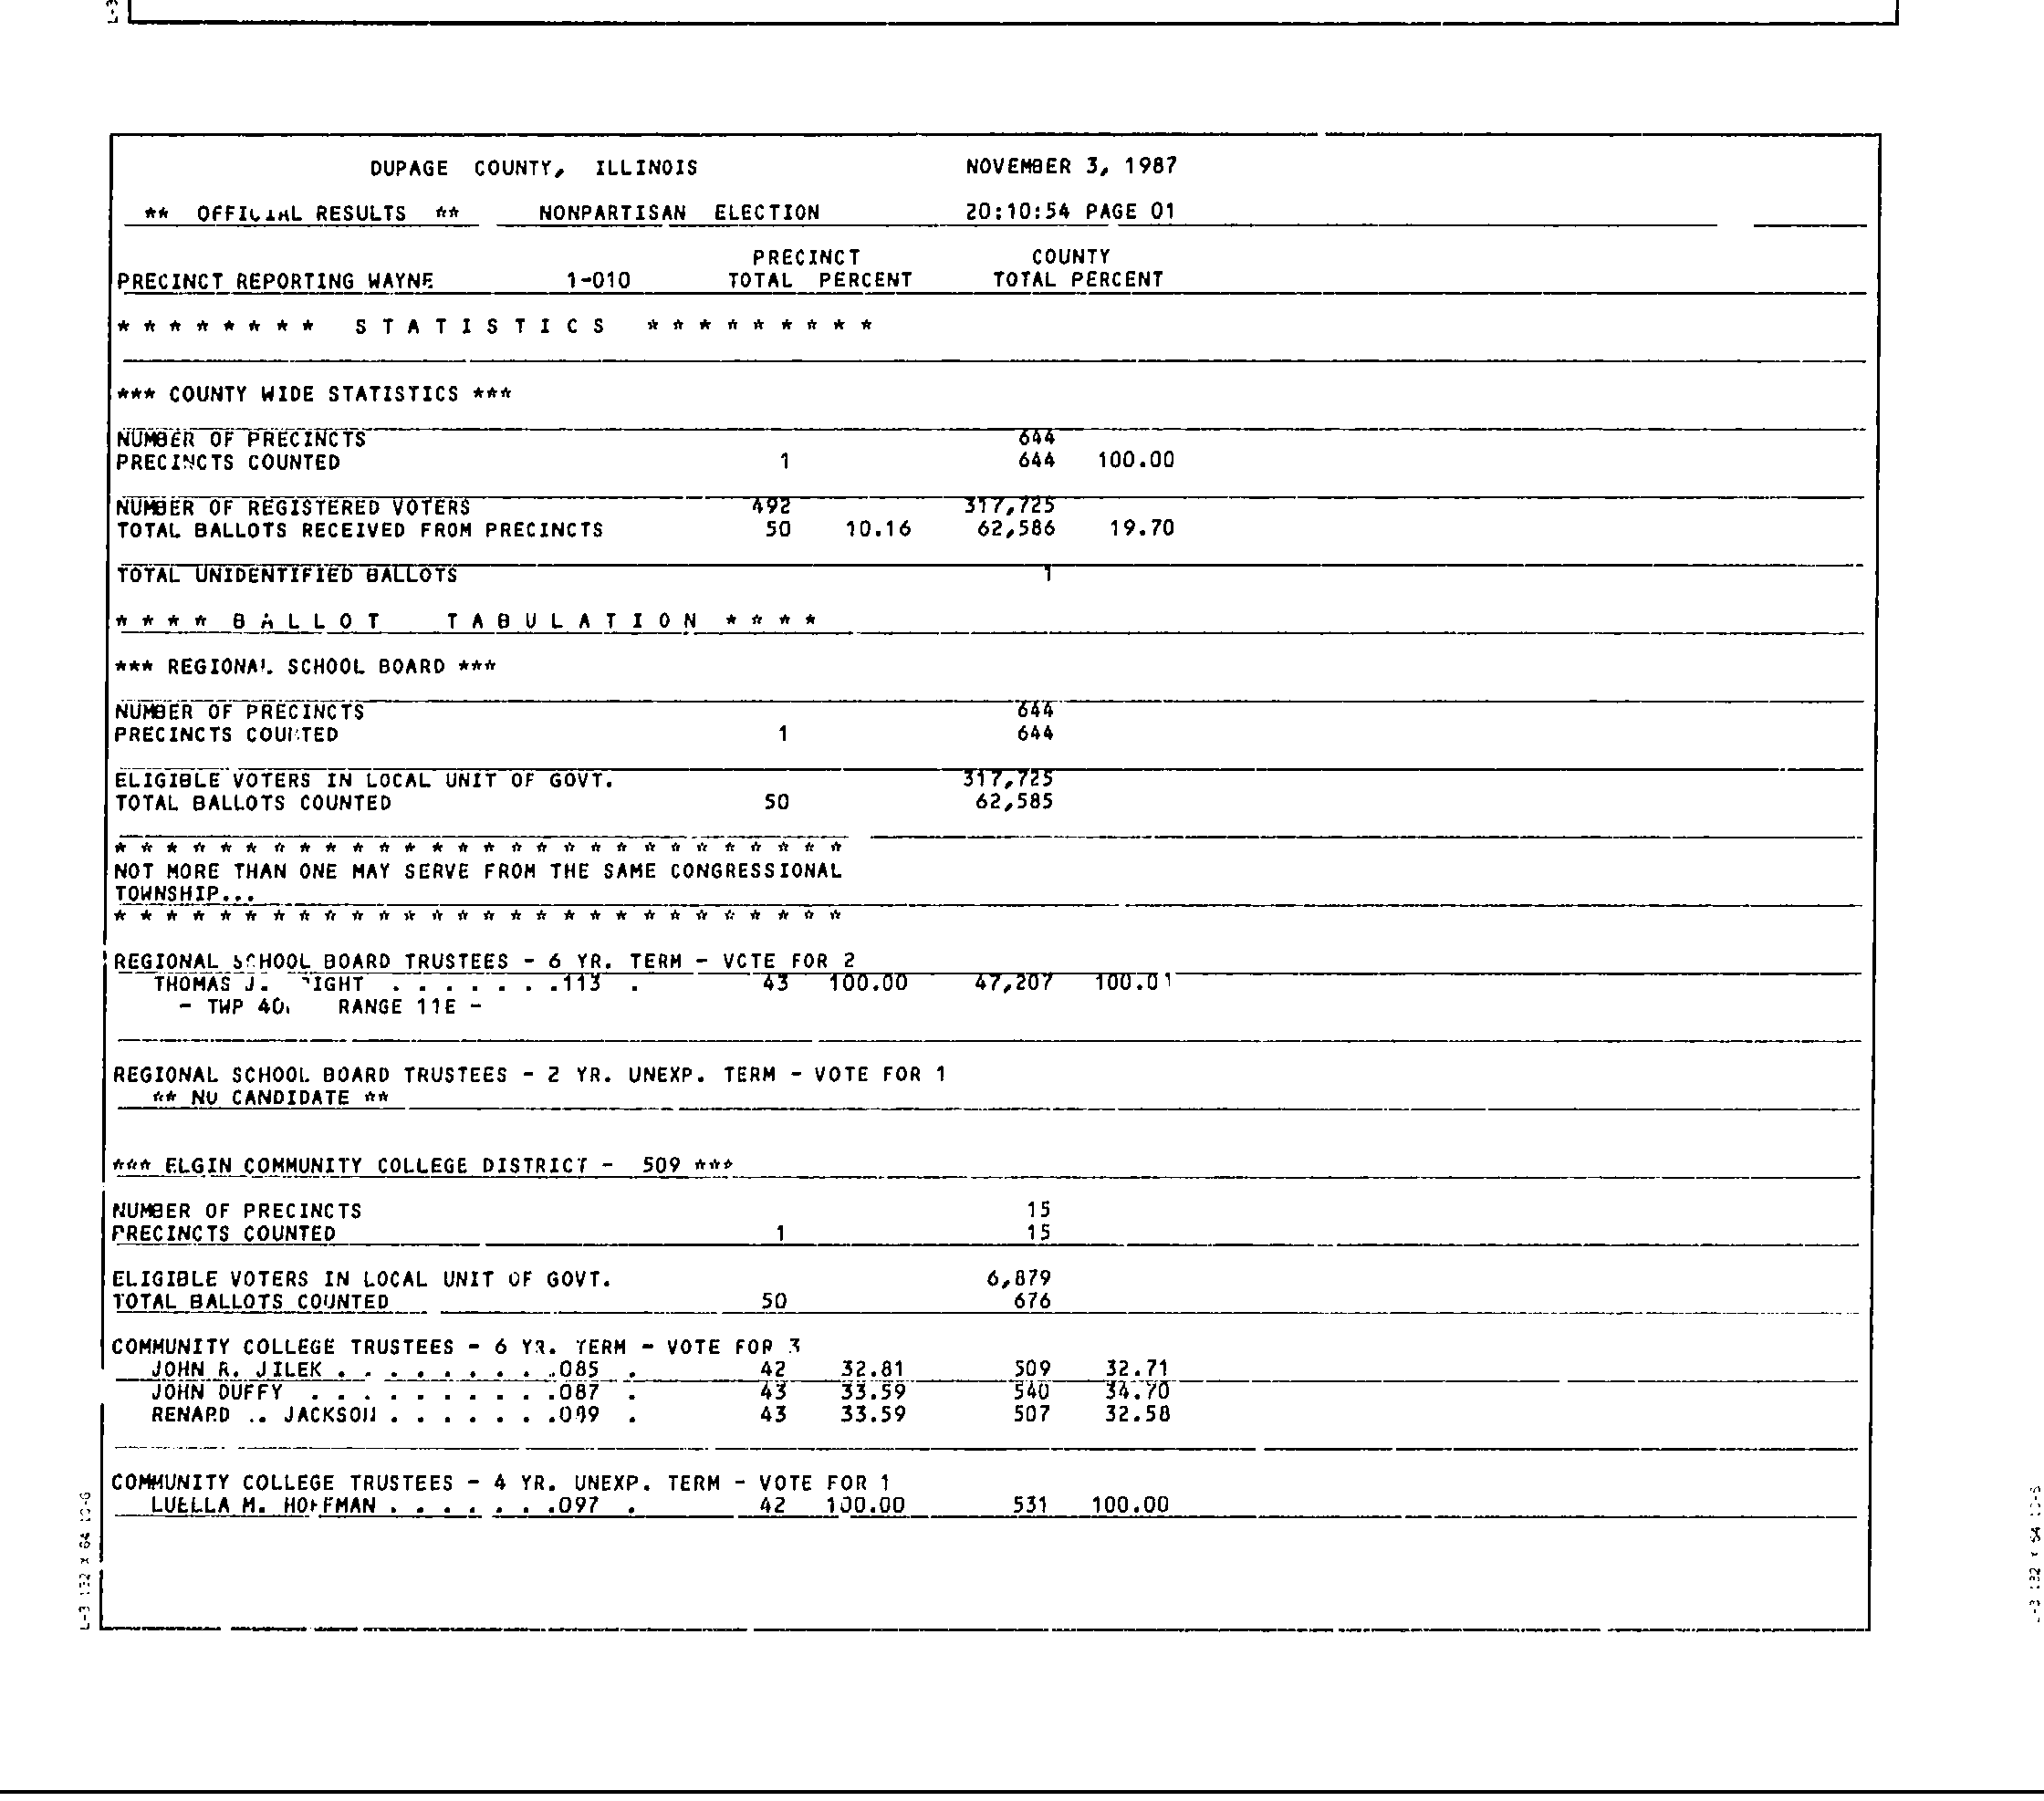 DUPAGE COUNTY, ILLINOIS NOVEMBER 3, 1987
** OFFICIAL RESULTS ** NONPARTISAN ELECTION 20:10:54 PAGE 01
PRECINCT COUNTY
PRECINCT REPORTING WAYNE 1-010 TOTAL PERCENT TOTAL PERCENT
* * * * * * * * S T A T I S T I C S * * * * * * * * *
*** COUNTY WIDE STATISTICS ***
NUMBER OF PRECINCTS 644
PRECINCTS COUNTED 1 644 100.00
NUMBER OF REGISTERED VOTERS 492 317,725
TOTAL BALLOTS RECEIVED FROM PRECINCTS 50 10.16 62,586 19.70
TOTAL UNIDENTIFIED BALLOTS 1
* * * * B A L L O T T A B U L A T I O N * * * *
*** REGIONAL SCHOOL BOARD ***
NUMBER OF PRECINCTS 644
PRECINCTS COUNTED 1 644
ELIGIBLE VOTERS IN LOCAL UNIT OF GOVT. 317,725
TOTAL BALLOTS COUNTED 50 62,585
* * * * * * * * * * * * * * * * * * * * * * * * * * * *
NOT MORE THAN ONE MAY SERVE FROM THE SAME CONGRESSIONAL
TOWNSHIP...
* * * * * * * * * * * * * * * * * * * * * * * * * * * *
REGIONAL SCHOOL BOARD TRUSTEES - 6 YR. TERM - VOTE FOR 2
THOMAS J. . . . . . . .113 . 43 100.00 47,207 100.01
- TWP 40, RANGE 11E -
REGIONAL SCHOOL BOARD TRUSTEES - 2 YR. UNEXP. TERM - VOTE FOR 1
** NO CANDIDATE **
*** ELGIN COMMUNITY COLLEGE DISTRICT - 509 ***
NUMBER OF PRECINCTS 15
PRECINCTS COUNTED 1 15
ELIGIBLE VOTERS IN LOCAL UNIT OF GOVT. 6,879
TOTAL BALLOTS COUNTED 50 676
COMMUNITY COLLEGE TRUSTEES - 6 YR. TERM - VOTE FOR 3
JOHN R. JILEK . . . . . . . . .085 . 42 32.81 509 32.71
JOHN DUFFY . . . . . . . . . .087 . 43 33.59 540 34.70
RENARD JACKSON . . . . . . .089 . 43 33.59 507 32.58
COMMUNITY COLLEGE TRUSTEES - 4 YR. UNEXP. TERM - VOTE FOR 1
LUELLA M. HOFFMAN . . . . . . .097 . 42 100.00 531 100.00